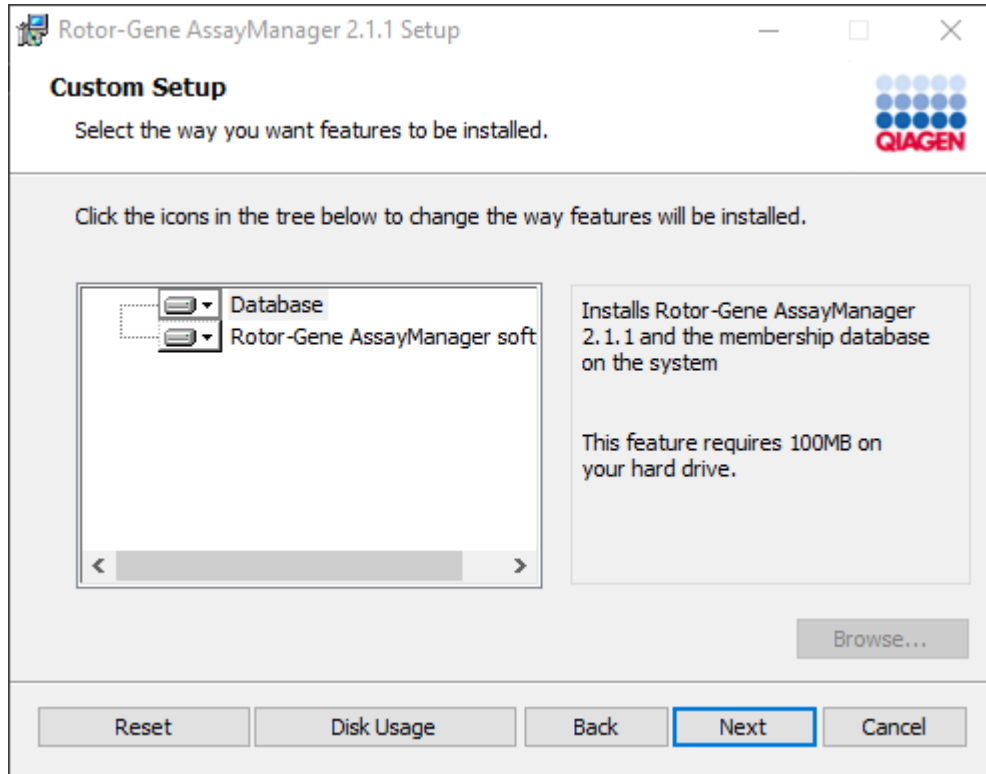 Rotor-Gene AssayManager 2.1.1 Setup
Custom Setup
Select the way you want features to be installed.
QIAGEN
Click the icons in the tree below to change the way features will be installed.
Database
Rotor-Gene AssayManager soft
Installs Rotor-Gene AssayManager
2.1.1 and the membership database
on the system
This feature requires 100MB on
your hard drive.
Browse...
Reset
Disk Usage
Back
Next
Cancel